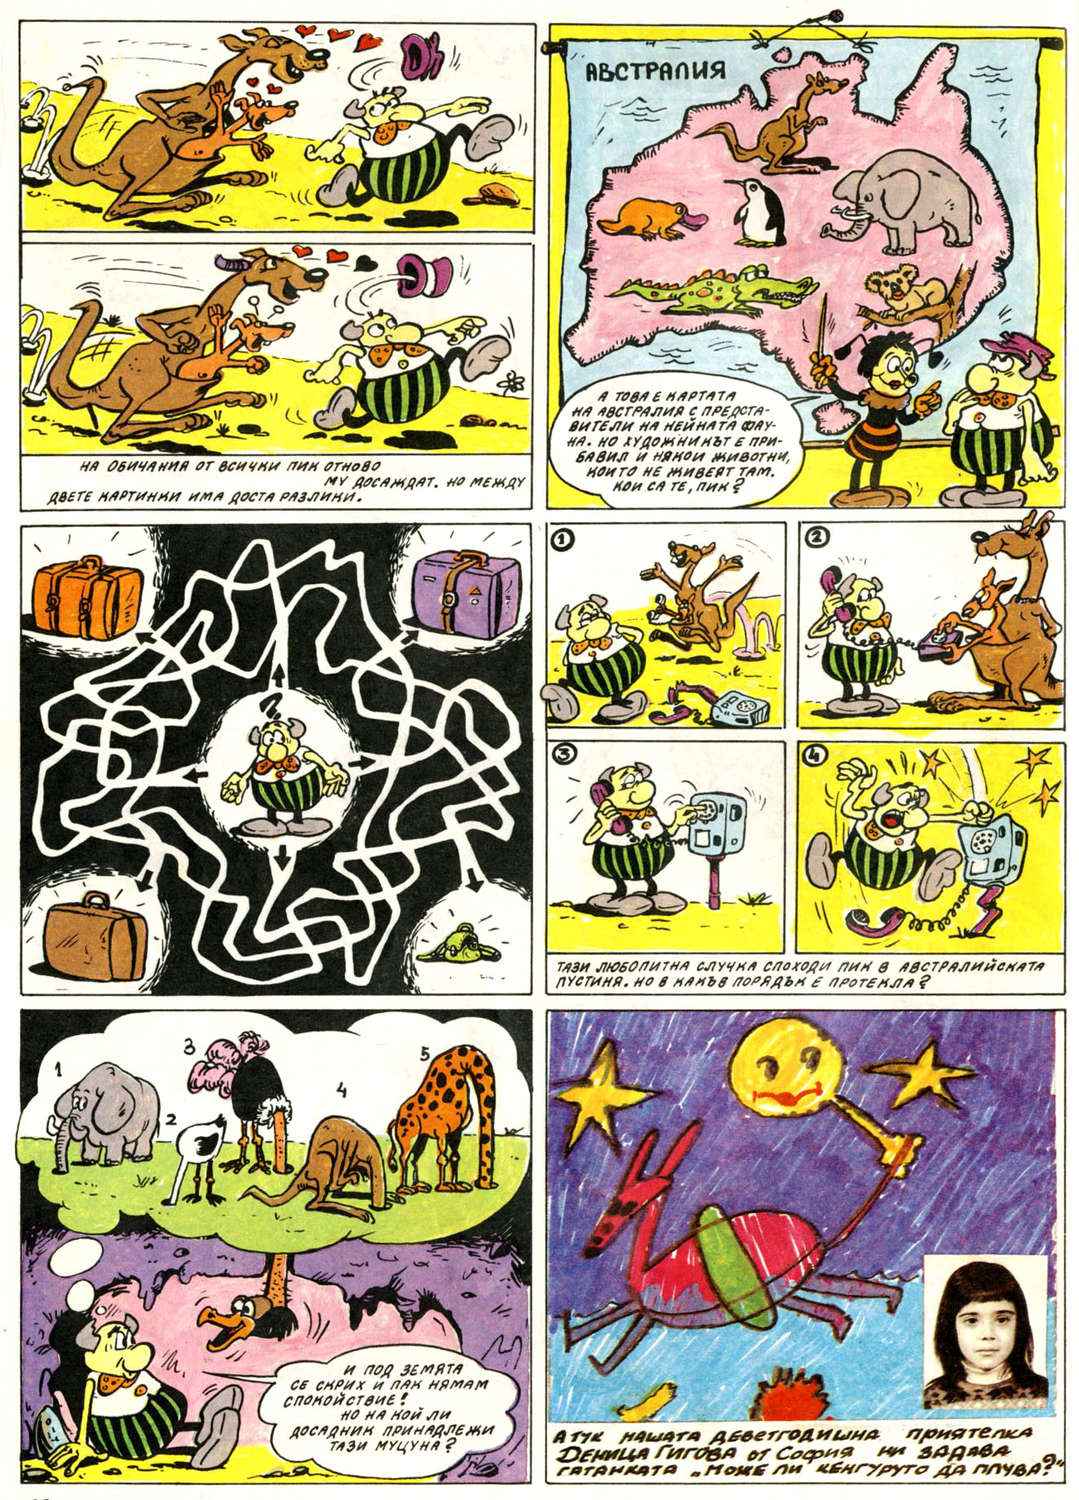 Oh
НА ОБИЧАНИЯ ОТ ВСИЧКИ ПИК ОТНОВО
МУ ДОСАЖДАТ. НО МЕЖДУ
ДВЕТЕ КАРТИНКИ ИМА ДОСТА РАЗЛИКИ.
АВСТРАЛИЯ
А ТОВА Е КАРТАТА
НА АВСТРАЛИЯ С ПРЕДСТА-
ВИТЕЛИ НА НЕЙНАТА ФАУ-
НА. НО ХУДОЖНИКЪТ Е ПРИ-
БАВИЛ И НЯКОИ ЖИВОТНИ,
КОИТО НЕ ЖИВЕЯТ ТАМ.
КОИ СА ТЕ, ПИК?
?
1
2
3
4
ТАЗИ ЛЮБОПИТНА СЛУЧКА СПОХОДИ ПИК В АВСТРАЛИЙСКАТА
ПУСТИНЯ. НО В КАКЪВ ПОРЯДЪК Е ПРОТЕКЛА?
1
2
3
4
5
И ПОД ЗЕМЯТА
СЕ СКРИХ И ПАК НЯМАМ
СПОКОЙСТВИЕ!
НО НА КОЙ ЛИ
ДОСАДНИК ПРИНАДЛЕЖИ
ТАЗИ МУЦУНА?
А ТУК НАШАТА ДЕВЕТГОДИШНА ПРИЯТЕЛКА
ДЕНИЦА ГИГОВА ОТ СОФИЯ НИ ЗАДАВА
ГАТАНКАТА „МОЖЕ ЛИ КЕНГУРУТО ДА ПЛУВА?"